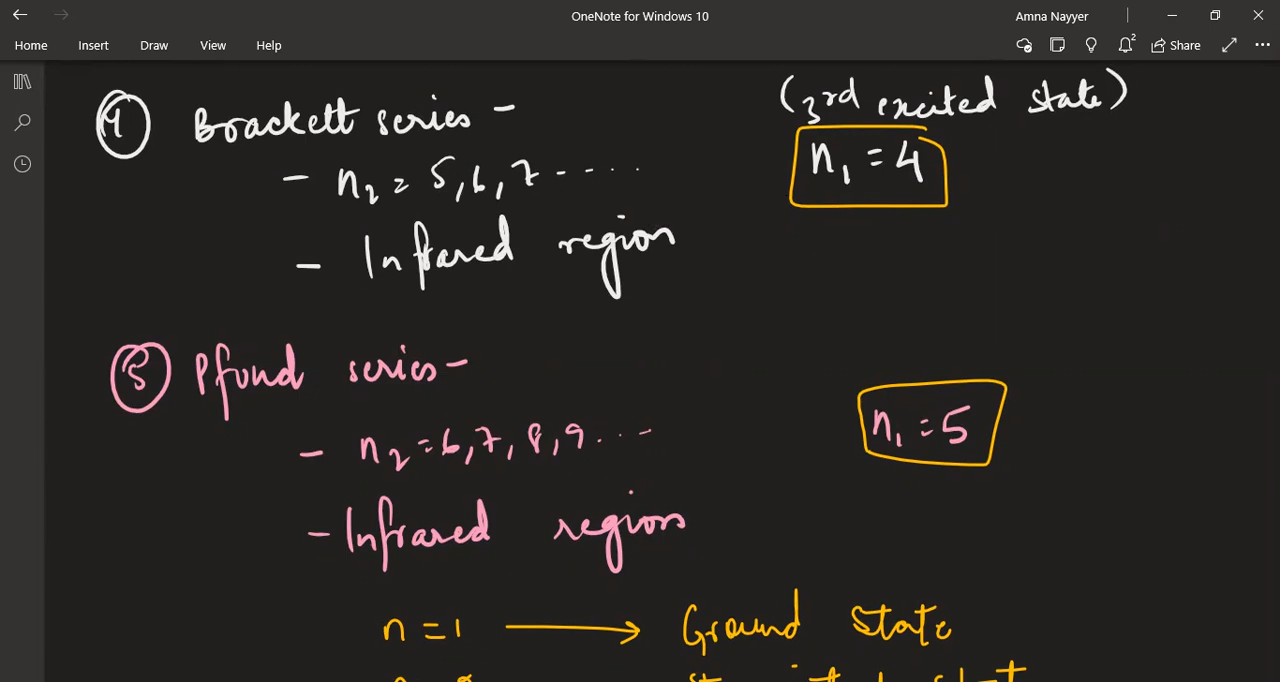 OneNote for Windows 10
Amna Nayyer
Home Insert Draw View Help
2 Share
(3rd excited state)
4 Brackett series -
n1 = 4
- n2 = 5, 6, 7 - - - - .
- Infrared region
5 Pfund series -
n1 = 5
- n2 = 6, 7, 8, 9 . . . -
- Infrared region
n = 1 → Ground State